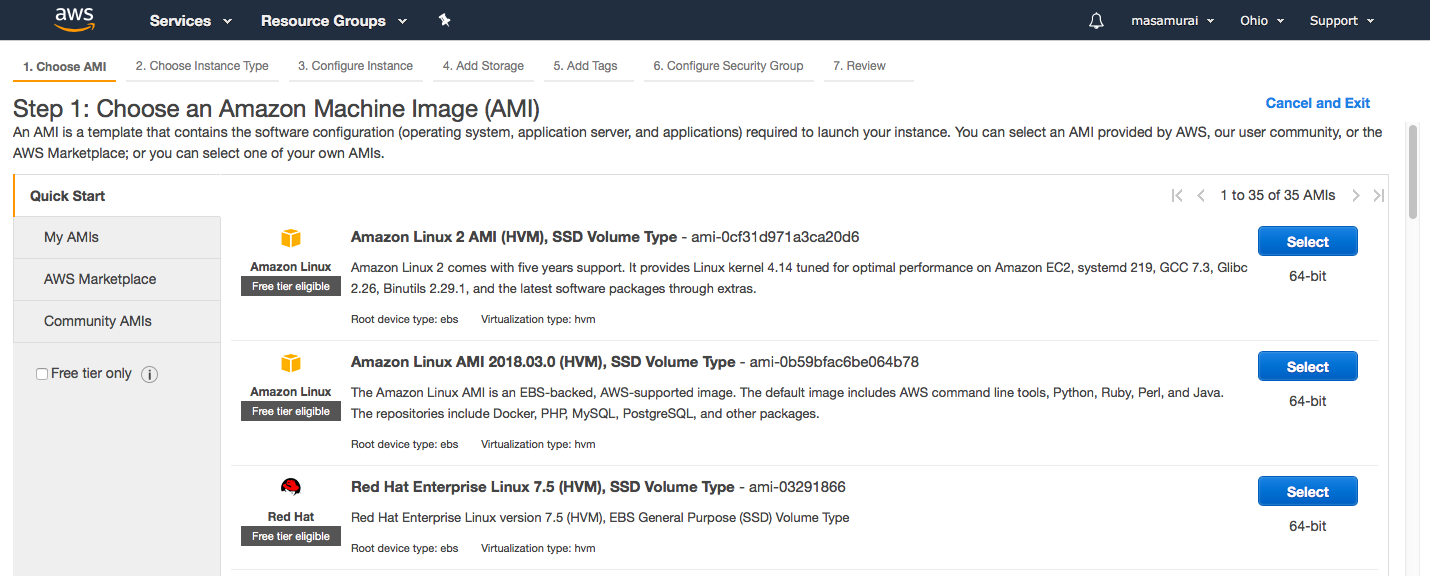 aws Services Resource Groups masamurai Ohio Support
1. Choose AMI 2. Choose Instance Type 3. Configure Instance 4. Add Storage 5. Add Tags 6. Configure Security Group 7. Review
Step 1: Choose an Amazon Machine Image (AMI)
Cancel and Exit
An AMI is a template that contains the software configuration (operating system, application server, and applications) required to launch your instance. You can select an AMI provided by AWS, our user community, or the
AWS Marketplace; or you can select one of your own AMIs.
Quick Start
My AMIs
AWS Marketplace
Community AMIs
Free tier only i
1 to 35 of 35 AMIs
Amazon Linux
Free tier eligible
Amazon Linux 2 AMI (HVM), SSD Volume Type - ami-0cf31d971a3ca20d6
Amazon Linux 2 comes with five years support. It provides Linux kernel 4.14 tuned for optimal performance on Amazon EC2, systemd 219, GCC 7.3, Glibc
2.26, Binutils 2.29.1, and the latest software packages through extras.
Root device type: ebs Virtualization type: hvm
Select
64-bit
Amazon Linux
Free tier eligible
Amazon Linux AMI 2018.03.0 (HVM), SSD Volume Type - ami-0b59bfac6be064b78
The Amazon Linux AMI is an EBS-backed, AWS-supported image. The default image includes AWS command line tools, Python, Ruby, Perl, and Java.
The repositories include Docker, PHP, MySQL, PostgreSQL, and other packages.
Root device type: ebs Virtualization type: hvm
Select
64-bit
Red Hat
Free tier eligible
Red Hat Enterprise Linux 7.5 (HVM), SSD Volume Type - ami-03291866
Red Hat Enterprise Linux version 7.5 (HVM), EBS General Purpose (SSD) Volume Type
Root device type: ebs Virtualization type: hvm
Select
64-bit